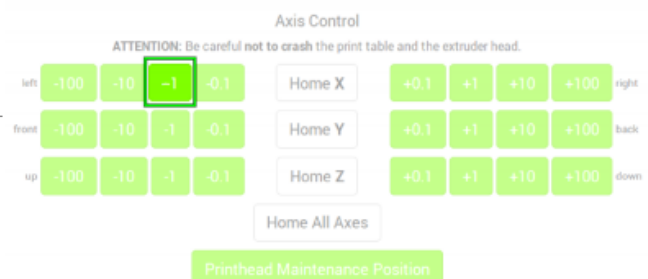 Axis Control
ATTENTION: Be careful not to crash the print table and the extruder head.
left -100 -10 -1 -0.1 Home X +0.1 +1 +10 +100 right
front -100 -10 -1 -0.1 Home Y +0.1 +1 +10 +100 back
up -100 -10 -1 -0.1 Home Z +0.1 +1 +10 +100 down
Home All Axes
Printhead Maintenance Position